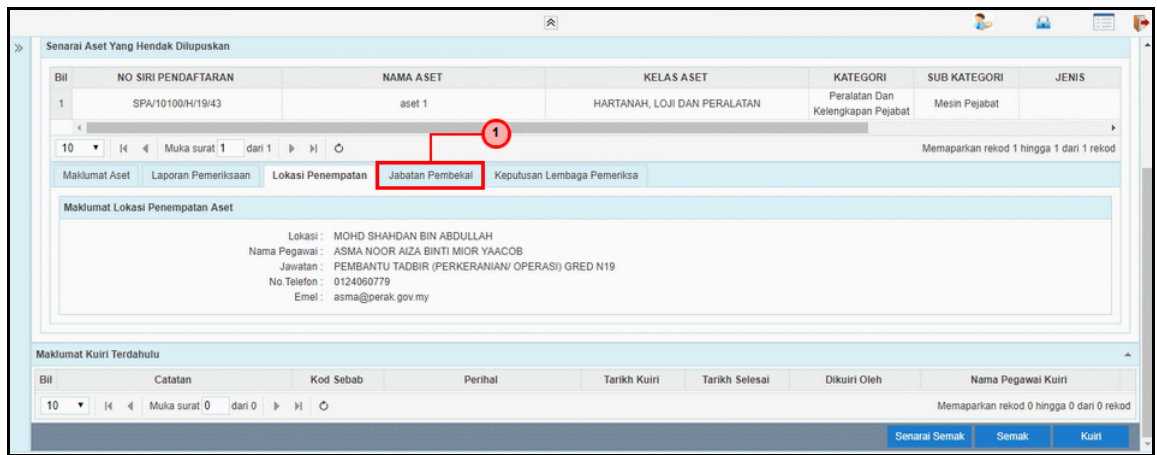 Senarai Aset Yang Hendak Dilupuskan
Bil NO SIRI PENDAFTARAN NAMA ASET KELAS ASET KATEGORI SUB KATEGORI JENIS
1 SPA/10100/H/19/43 aset 1 HARTANAH, LOJI DAN PERALATAN Peralatan Dan Kelengkapan Pejabat Mesin Pejabat
1
10 Muka surat 1 dari 1 Memaparkan rekod 1 hingga 1 dari 1 rekod
Maklumat Aset Laporan Pemeriksaan Lokasi Penempatan Jabatan Pembekal Keputusan Lembaga Pemeriksa
Maklumat Lokasi Penempatan Aset
Lokasi : MOHD SHAHDAN BIN ABDULLAH
Nama Pegawai : ASMA NOOR AIZA BINTI MIOR YAACOB
Jawatan : PEMBANTU TADBIR (PERKERANIAN/ OPERASI) GRED N19
No.Telefon : 0124060779
Emel : asma@perak.gov.my
Maklumat Kuiri Terdahulu
Bil Catatan Kod Sebab Perihal Tarikh Kuiri Tarikh Selesai Dikuiri Oleh Nama Pegawai Kuiri
10 Muka surat 0 dari 0 Memaparkan rekod 0 hingga 0 dari 0 rekod
Senarai Semak Semak Kuiri